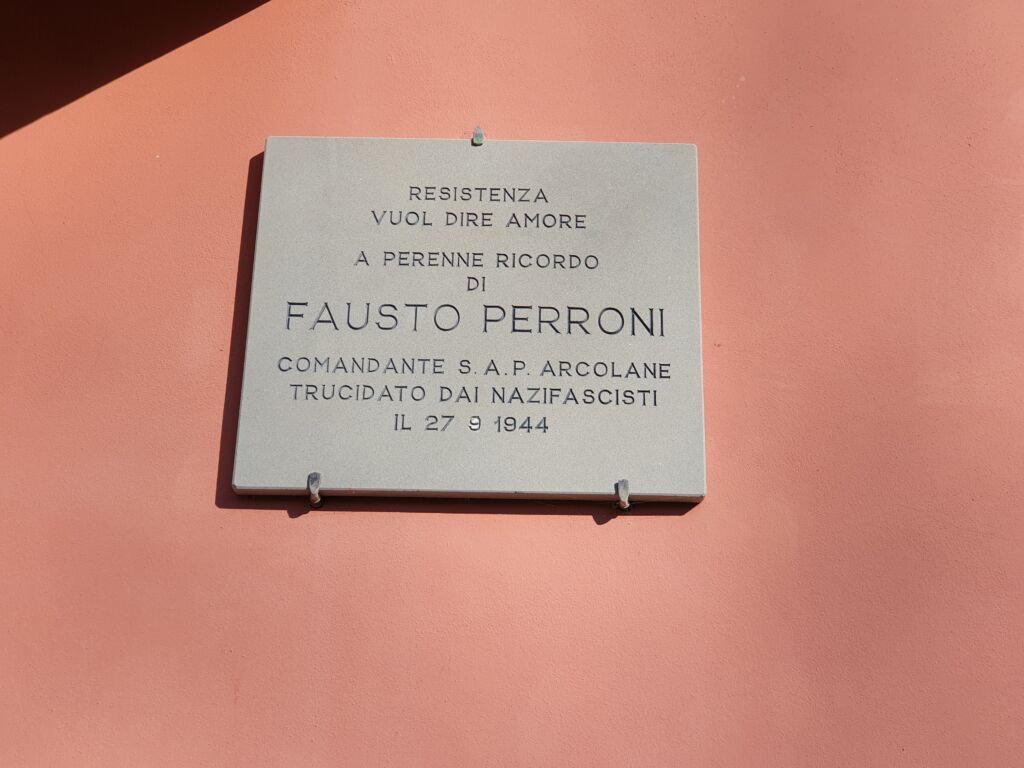 RESISTENZA
VUOL DIRE AMORE
A PERENNE RICORDO
DI
FAUSTO PERRONI
COMANDANTE S.A.P. ARCOLANE
TRUCIDATO DAI NAZIFASCISTI
IL 27 9 1944